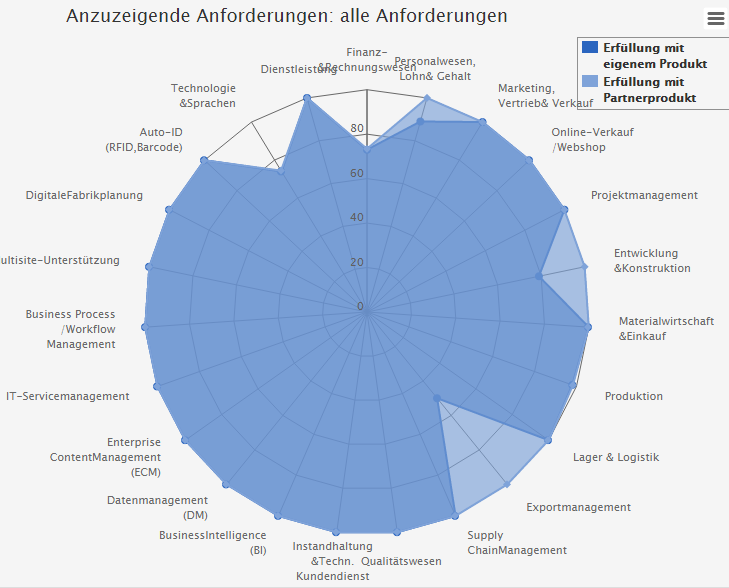 Anzuzeigende Anforderungen: alle Anforderungen
Erfüllung mit
eigenem Produkt
Erfüllung mit
Partnerprodukt
Finanz-
&Rechnungswesen
Personalwesen,
Lohn& Gehalt
Marketing,
Vertrieb& Verkauf
Online-Verkauf
/Webshop
Projektmanagement
Entwicklung
&Konstruktion
Materialwirtschaft
&Einkauf
Produktion
Lager & Logistik
Exportmanagement
Supply
ChainManagement
Qualitätswesen
Instandhaltung
&Techn.
Kundendienst
BusinessIntelligence
(BI)
Datenmanagement
(DM)
Enterprise
ContentManagement
(ECM)
IT-Servicemanagement
Business Process
/Workflow
Management
ultisite-Unterstützung
DigitaleFabrikplanung
Auto-ID
(RFID,Barcode)
Technologie
&Sprachen
Dienstleistung
80
60
40
20
0